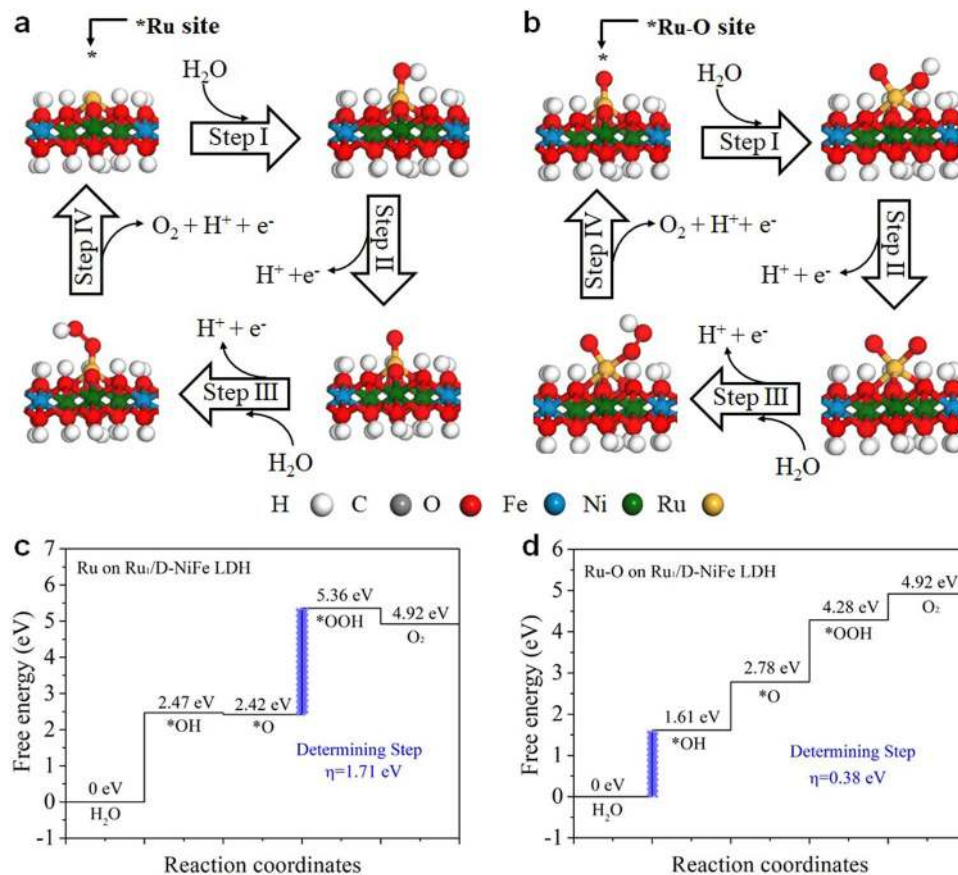 a
*Ru site
*
H₂O
Step I
Step II
H⁺ +e⁻
Step III
H⁺ + e⁻
H₂O
Step IV
O₂ + H⁺ + e⁻
b
*Ru-O site
*
H₂O
Step I
Step II
H⁺ + e⁻
Step III
H⁺ + e⁻
H₂O
Step IV
O₂ + H⁺+ e⁻
H C O Fe Ni Ru
c
Free energy (eV)
7
6
5
4
3
2
1
0
-1
Ru on Ru₁/D-NiFe LDH
0 eV
H₂O
2.47 eV
*OH
2.42 eV
*O
5.36 eV
*OOH
4.92 eV
O₂
Determining Step
η=1.71 eV
Reaction coordinates
d
Free energy (eV)
6
5
4
3
2
1
0
-1
Ru-O on Ru₁/D-NiFe LDH
0 eV
H₂O
1.61 eV
*OH
2.78 eV
*O
4.28 eV
*OOH
4.92 eV
O₂
Determining Step
η=0.38 eV
Reaction coordinates